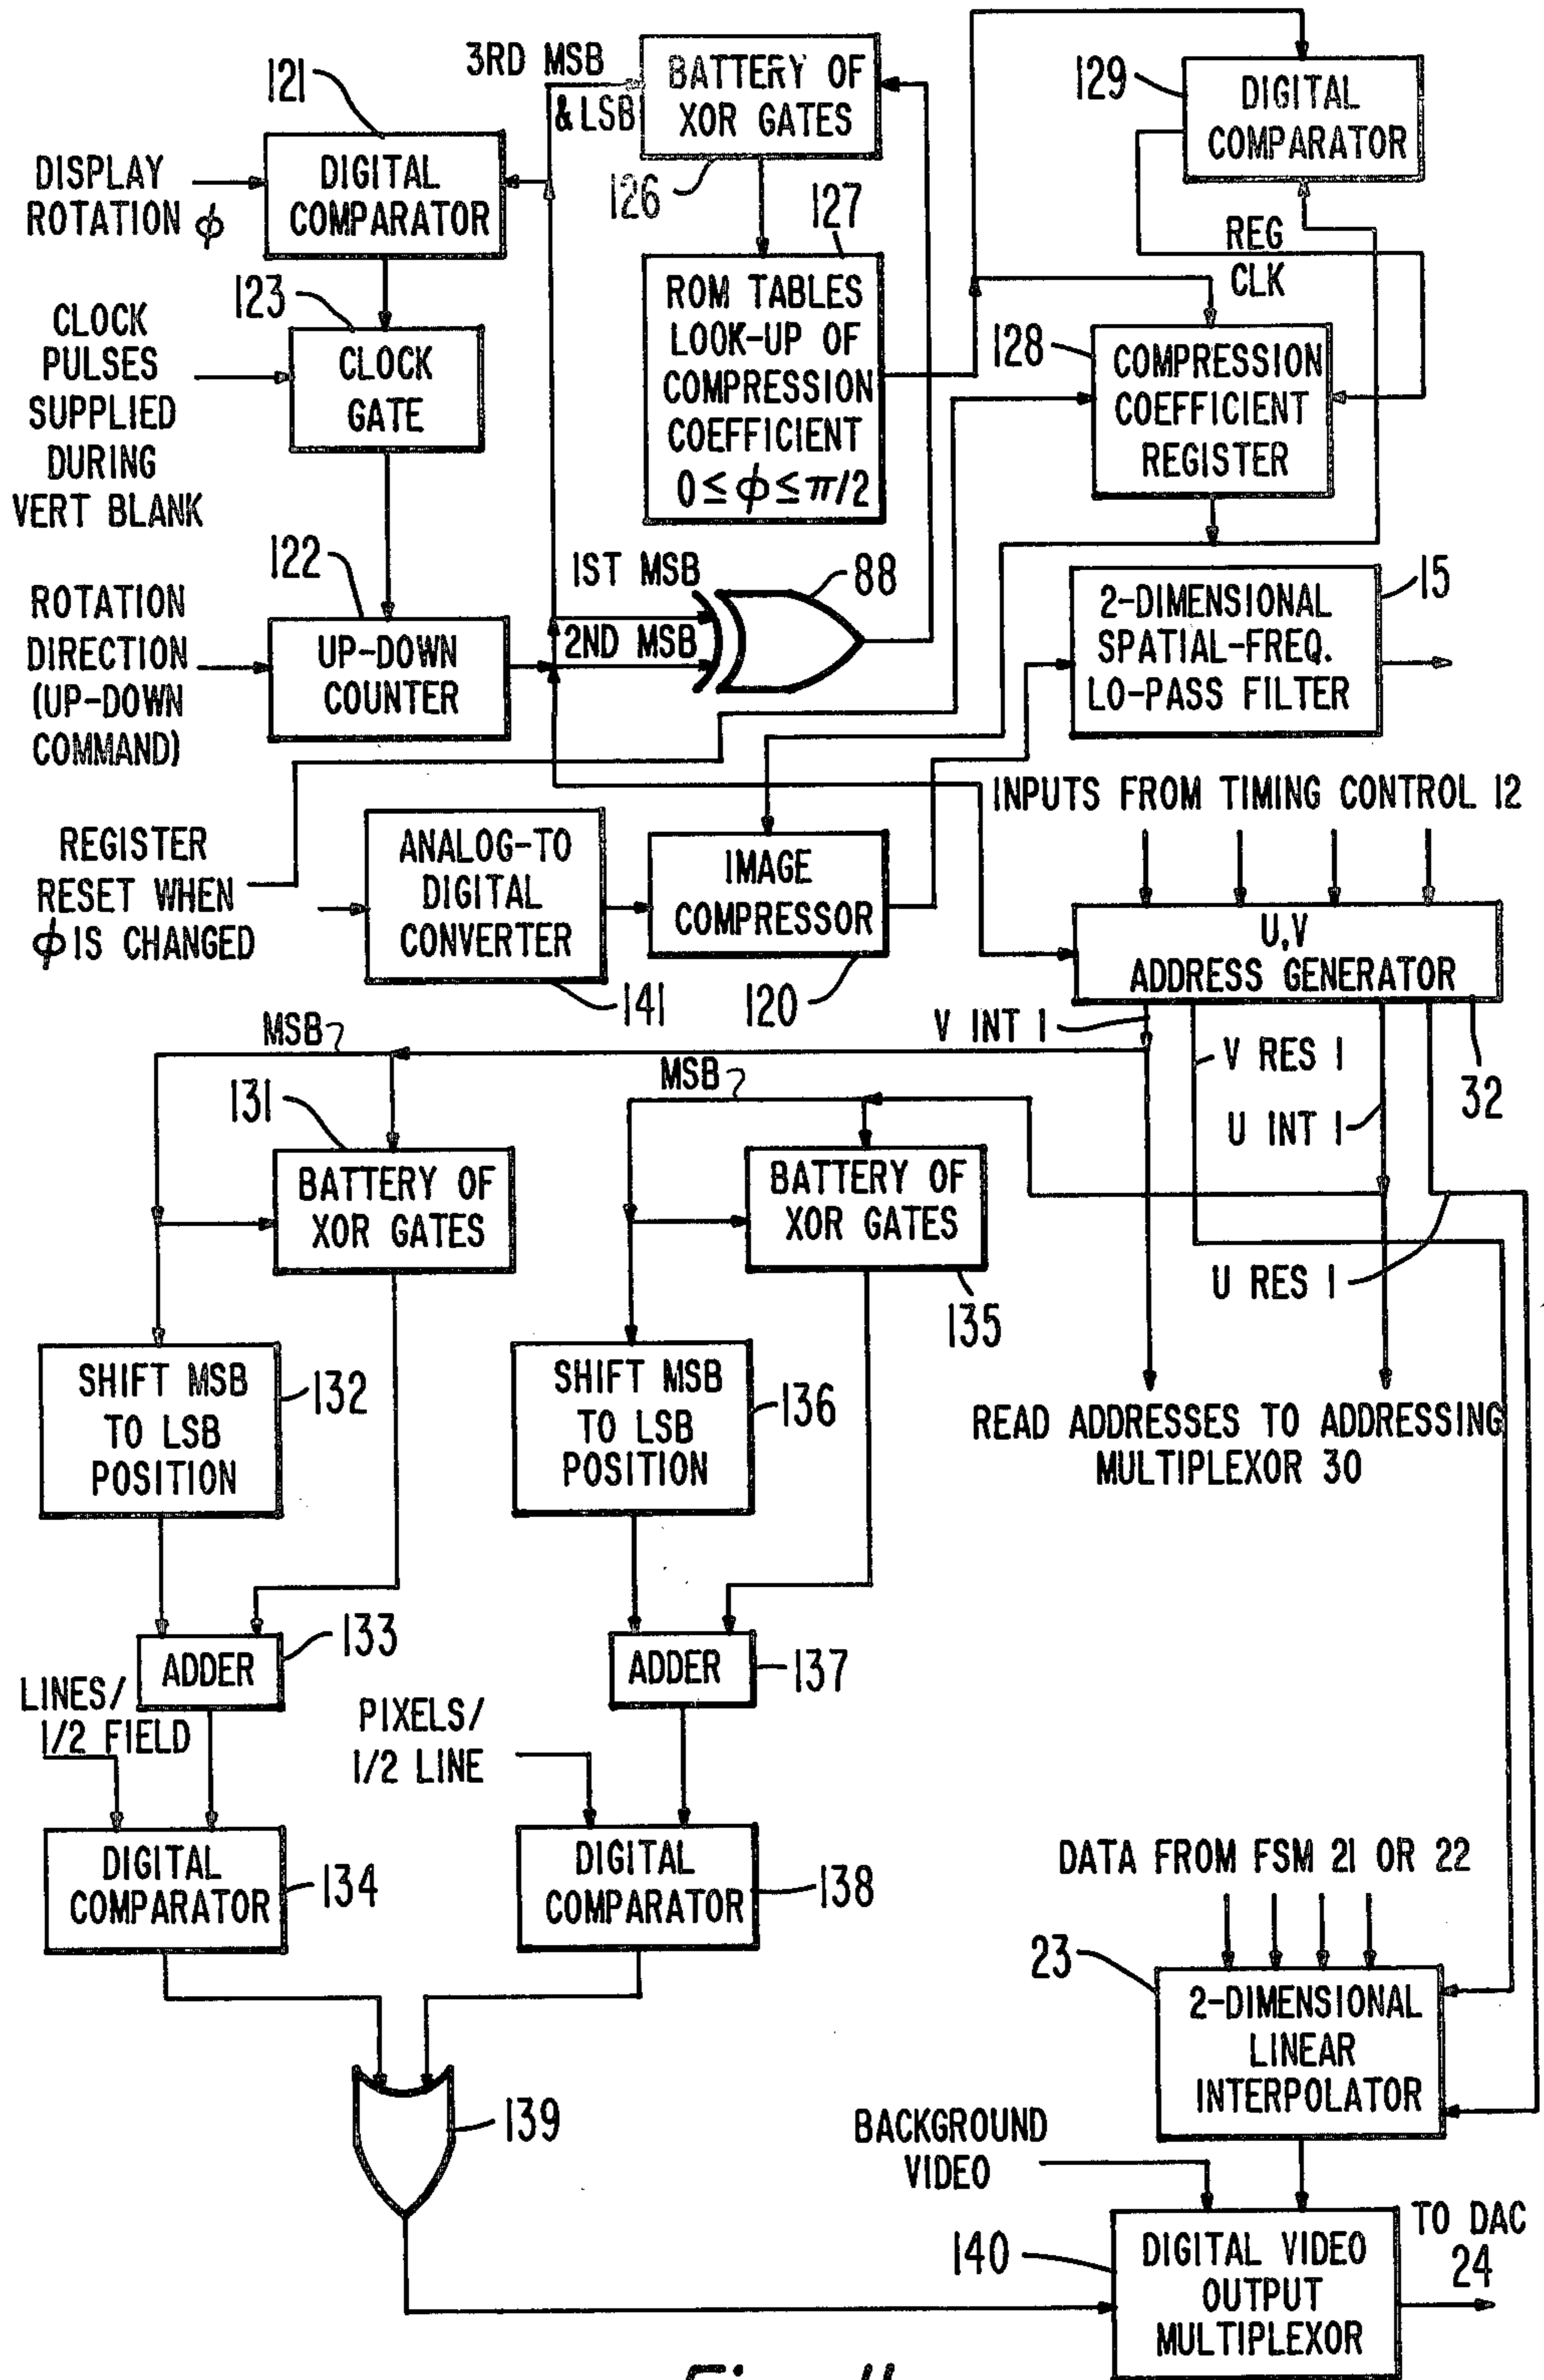 121
3RD MSB
& LSB
BATTERY OF
XOR GATES
126
129
DIGITAL
COMPARATOR
DISPLAY
ROTATION ϕ
DIGITAL
COMPARATOR
127
REG
CLK
123
CLOCK
PULSES
SUPPLIED
DURING
VERT BLANK
CLOCK
GATE
ROM TABLES
LOOK-UP OF
COMPRESSION
COEFFICIENT
0 ≤ ϕ ≤ π/2
128
COMPRESSION
COEFFICIENT
REGISTER
122
ROTATION
DIRECTION
(UP-DOWN
COMMAND)
UP-DOWN
COUNTER
1ST MSB
2ND MSB
88
15
2-DIMENSIONAL
SPATIAL-FREQ.
LO-PASS FILTER
INPUTS FROM TIMING CONTROL 12
REGISTER
RESET WHEN
ϕ IS CHANGED
ANALOG-TO
DIGITAL
CONVERTER
141
IMAGE
COMPRESSOR
120
U,V
ADDRESS GENERATOR
32
MSB
V INT 1
V RES 1
U INT 1
U RES 1
MSB
131
BATTERY OF
XOR GATES
BATTERY OF
XOR GATES
135
SHIFT MSB
TO LSB
POSITION
132
SHIFT MSB
TO LSB
POSITION
136
READ ADDRESSES TO ADDRESSING
MULTIPLEXOR 30
ADDER
133
ADDER
137
LINES/
1/2 FIELD
PIXELS/
1/2 LINE
DIGITAL
COMPARATOR
134
DIGITAL
COMPARATOR
138
DATA FROM FSM 21 OR 22
23
2-DIMENSIONAL
LINEAR
INTERPOLATOR
139
BACKGROUND
VIDEO
140
DIGITAL VIDEO
OUTPUT
MULTIPLEXOR
TO DAC
24